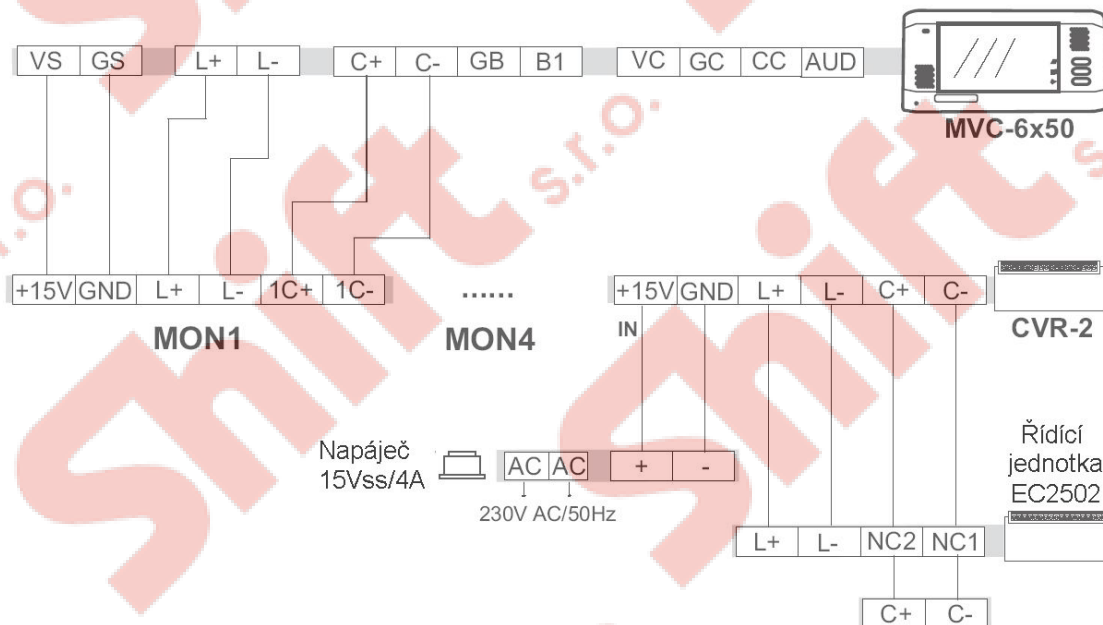 VS GS L+ L- C+ C- GB B1 VC GC CC AUD
MVC-6x50
+15V GND L+ L- 1C+ 1C- ...... +15V GND L+ L- C+ C-
MON1 MON4 IN CVR-2
Napáječ
15Vss/4A
AC AC + -
230V AC/50Hz
Řídící
jednotka
EC2502
L+ L- NC2 NC1
C+ C-
Shift s.r.o.
s.r.o.